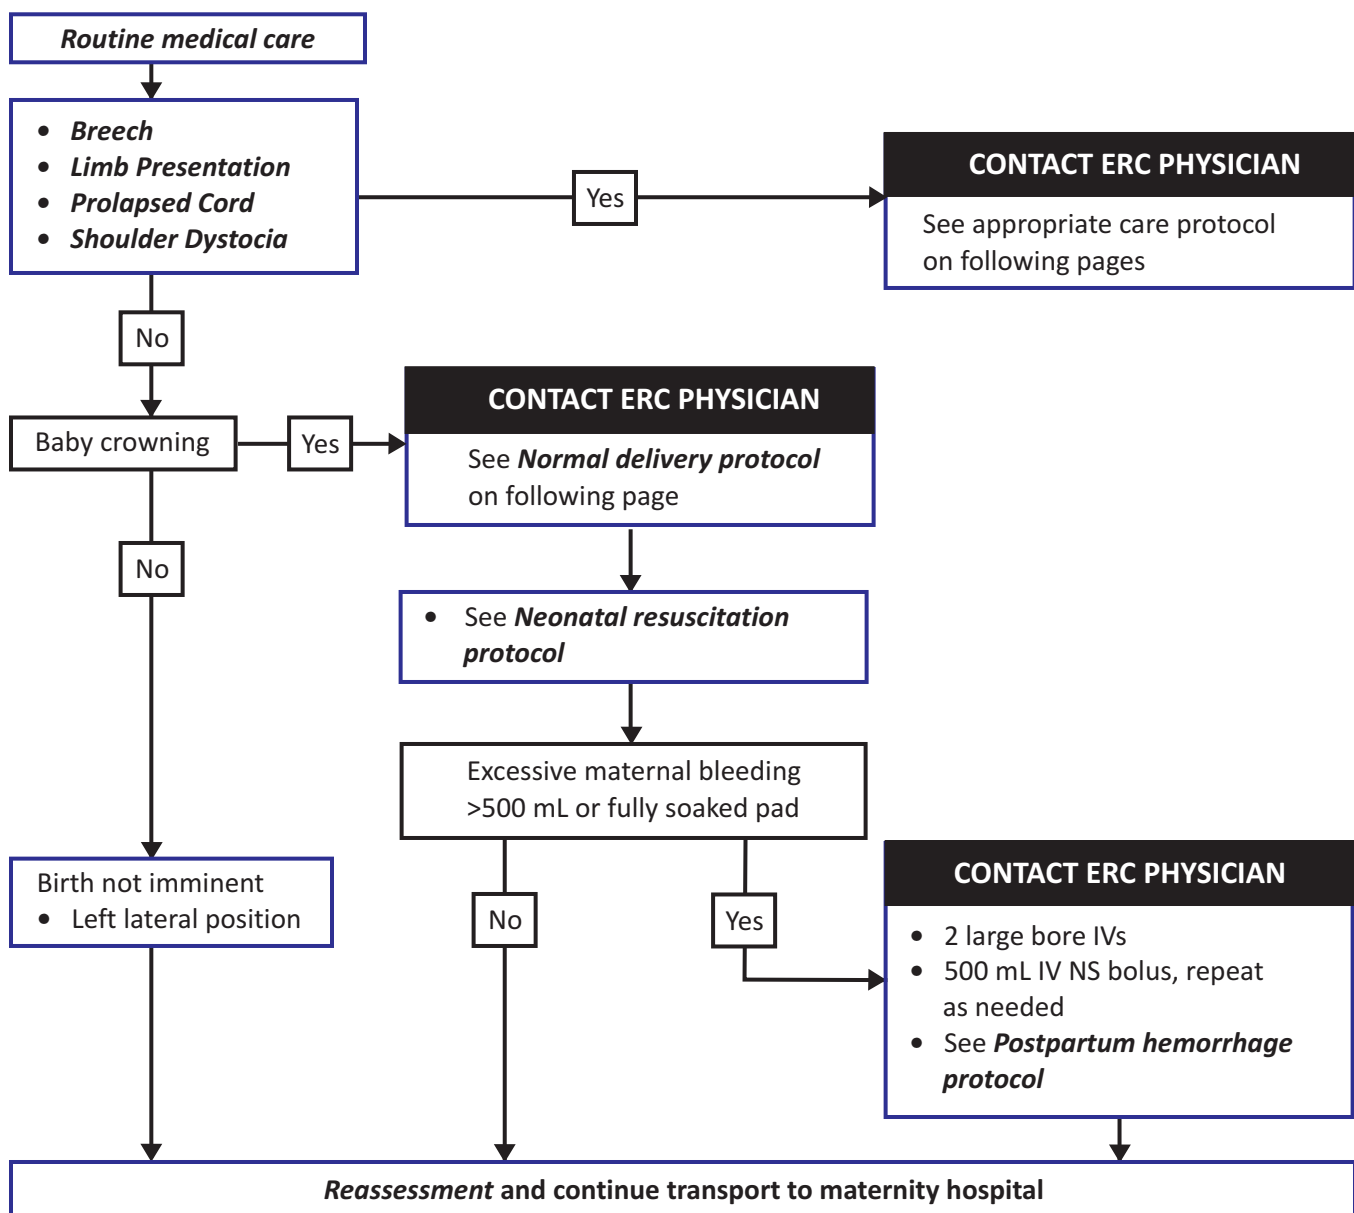 Routine medical care
• Breech
• Limb Presentation
• Prolapsed Cord
• Shoulder Dystocia
Yes
CONTACT ERC PHYSICIAN
See appropriate care protocol
on following pages
No
Baby crowning
Yes
CONTACT ERC PHYSICIAN
See Normal delivery protocol
on following page
No
• See Neonatal resuscitation
protocol
Excessive maternal bleeding
>500 mL or fully soaked pad
Birth not imminent
• Left lateral position
No
Yes
CONTACT ERC PHYSICIAN
• 2 large bore IVs
• 500 mL IV NS bolus, repeat
as needed
• See Postpartum hemorrhage
protocol
Reassessment and continue transport to maternity hospital